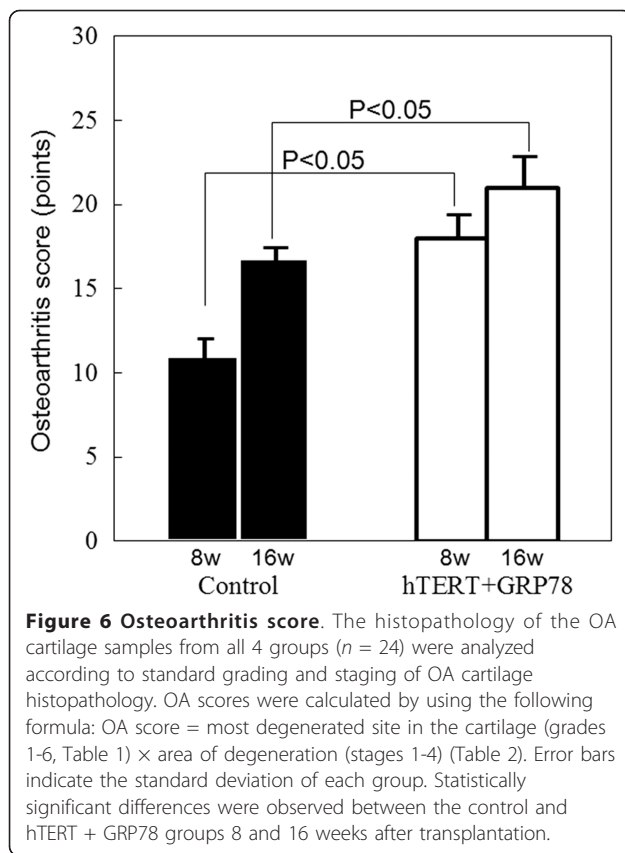 30
25
20
15
10
5
0
Osteoarthritis score (points)
P<0.05
P<0.05
8w 16w 8w 16w
Control hTERT+GRP78
Figure 6 Osteoarthritis score. The histopathology of the OA
cartilage samples from all 4 groups (n = 24) were analyzed
according to standard grading and staging of OA cartilage
histopathology. OA scores were calculated by using the following
formula: OA score = most degenerated site in the cartilage (grades
1-6, Table 1) × area of degeneration (stages 1-4) (Table 2). Error bars
indicate the standard deviation of each group. Statistically
significant differences were observed between the control and
hTERT + GRP78 groups 8 and 16 weeks after transplantation.